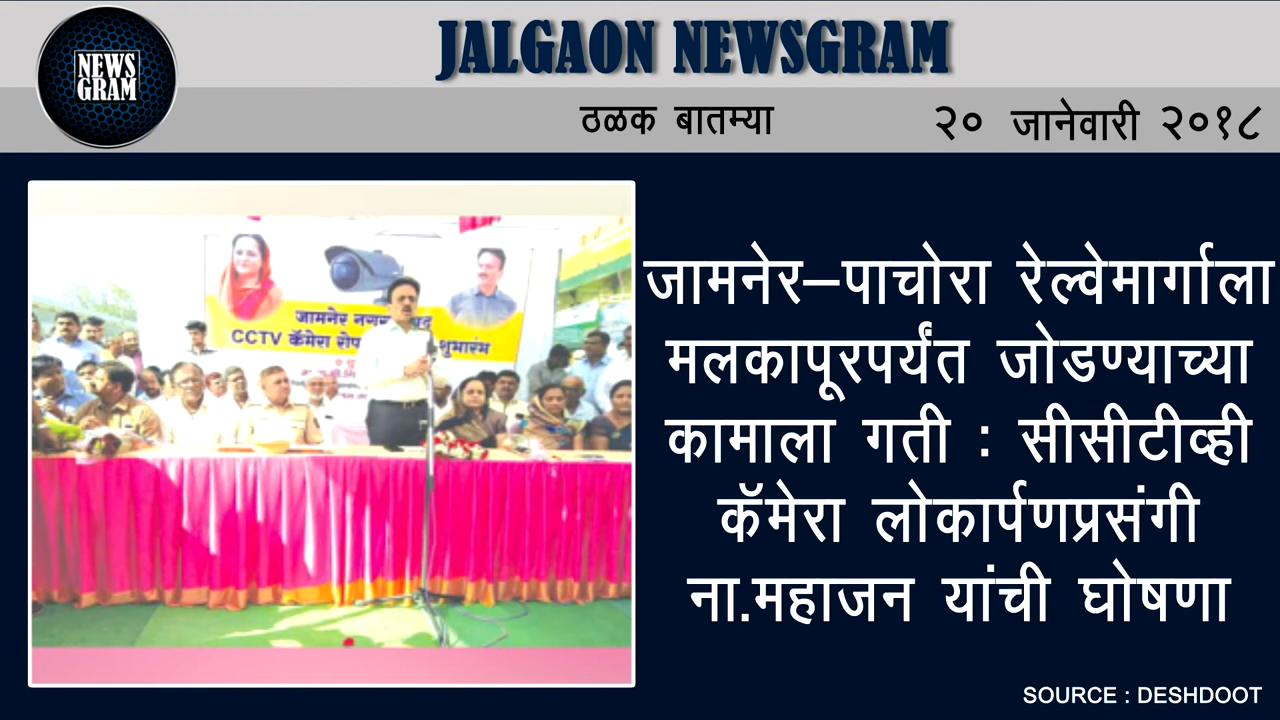 NEWS
GRAM
JALGAON NEWSGRAM
ठळक बातम्या
२० जानेवारी २०१८
जामनेर
CCTV कॅमेरा
शुभारंभ
जामनेर–पाचोरा रेल्वेमार्गाला
मलकापूरपर्यंत जोडण्याच्या
कामाला गती : सीसीटीव्ही
कॅमेरा लोकार्पणप्रसंगी
ना.महाजन यांची घोषणा
SOURCE : DESHDOOT